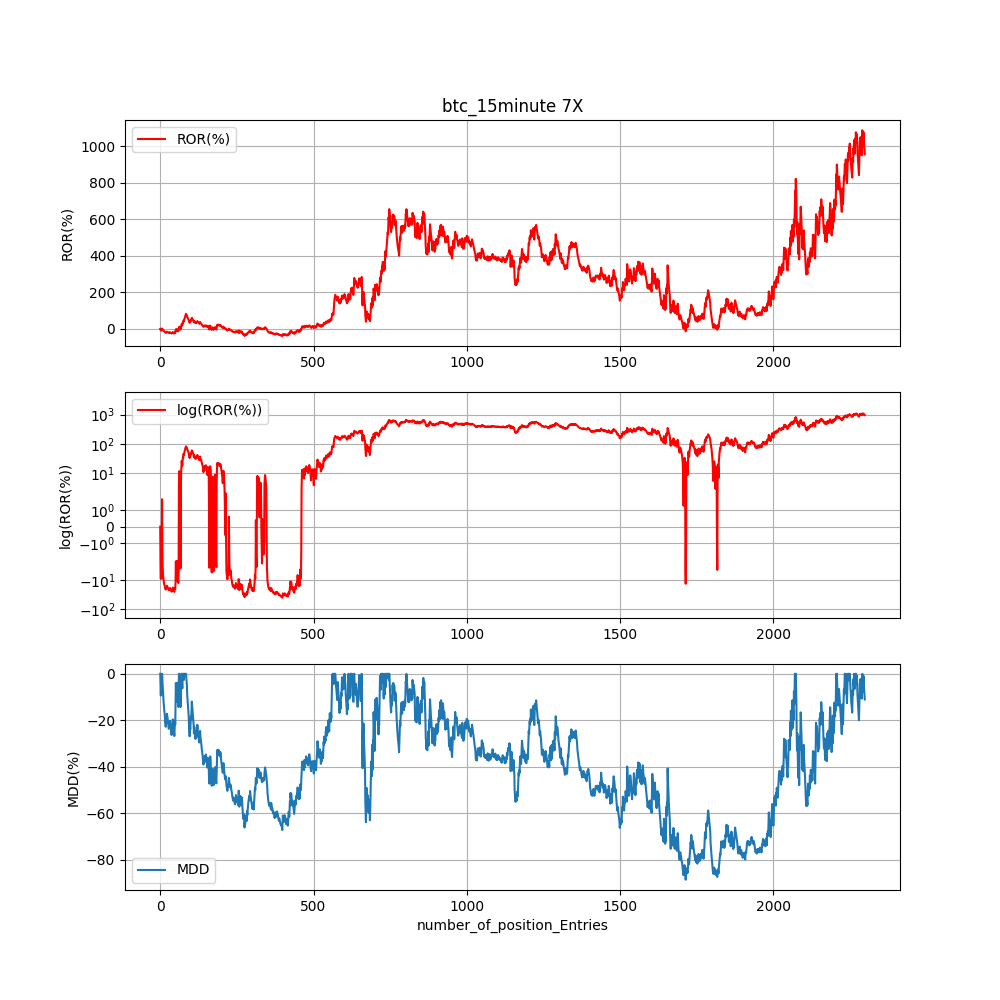 btc_15minute 7X
ROR(%)
ROR(%)
1000
800
600
400
200
0
0 500 1000 1500 2000
log(ROR(%))
log(ROR(%))
10³
10²
10¹
10⁰
0
−10⁰
−10¹
−10²
0 500 1000 1500 2000
MDD(%)
0
−20
−40
−60
−80
MDD
0 500 1000 1500 2000
number_of_position_Entries